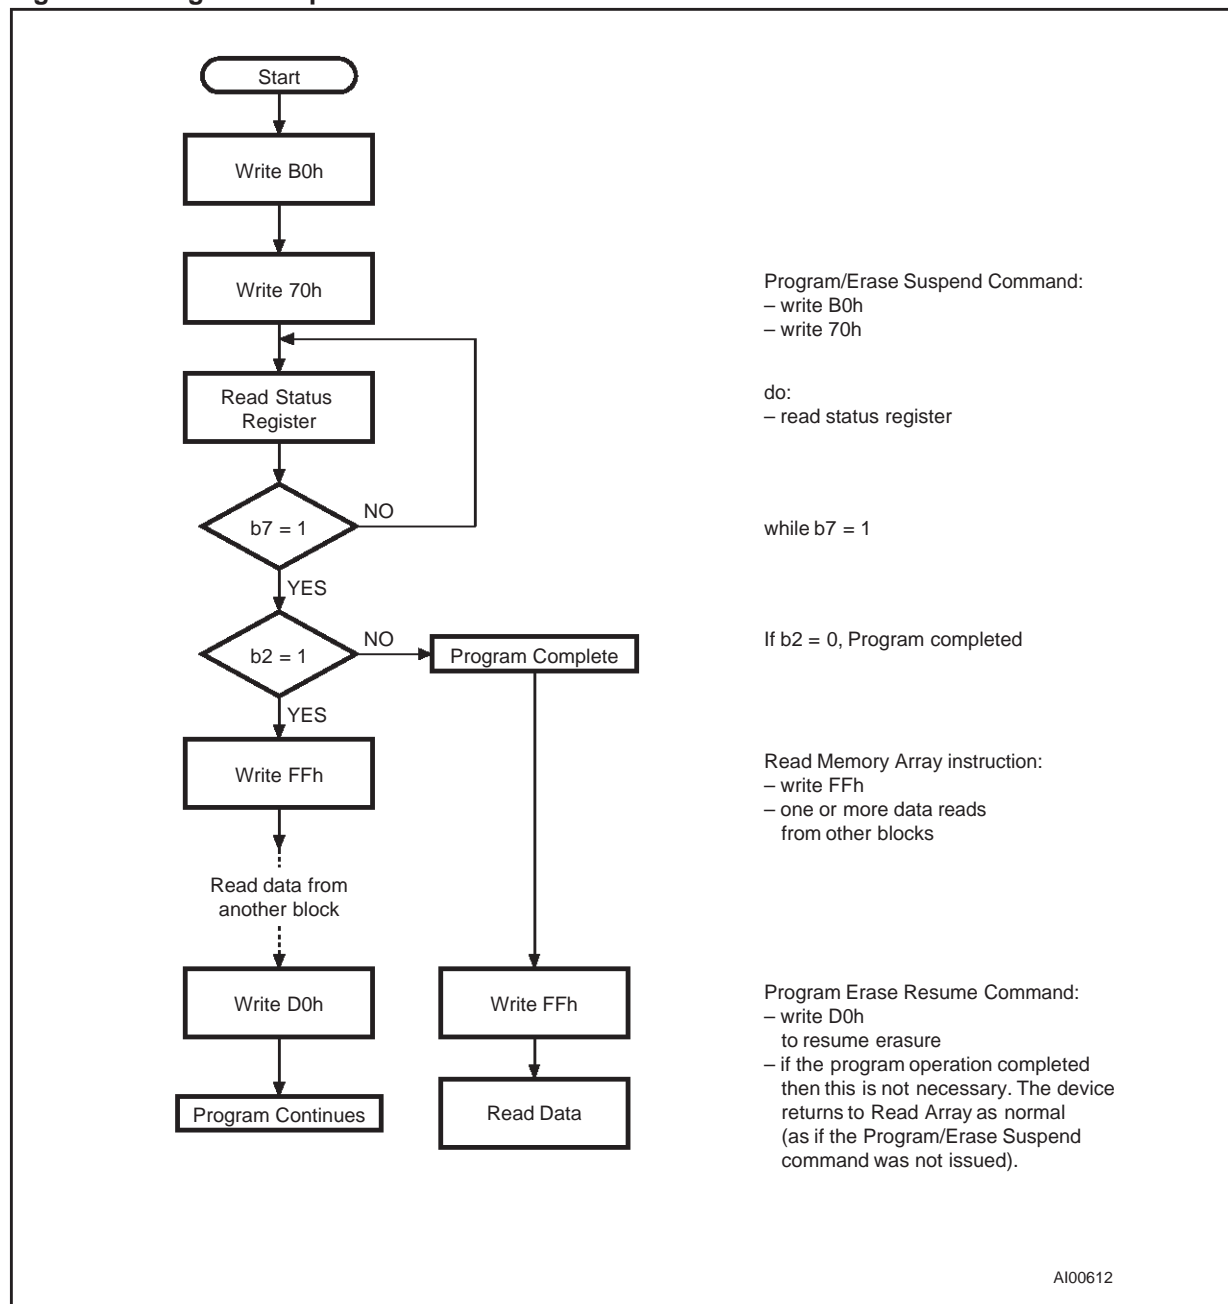 Start
Write B0h
Write 70h
Read Status
Register
b7 = 1
NO
YES
b2 = 1
NO
Program Complete
YES
Write FFh
Read data from
another block
Write D0h
Write FFh
Program Continues
Read Data
Program/Erase Suspend Command:
– write B0h
– write 70h
do:
– read status register
while b7 = 1
If b2 = 0, Program completed
Read Memory Array instruction:
– write FFh
– one or more data reads
from other blocks
Program Erase Resume Command:
– write D0h
to resume erasure
– if the program operation completed
then this is not necessary. The device
returns to Read Array as normal
(as if the Program/Erase Suspend
command was not issued).
AI00612